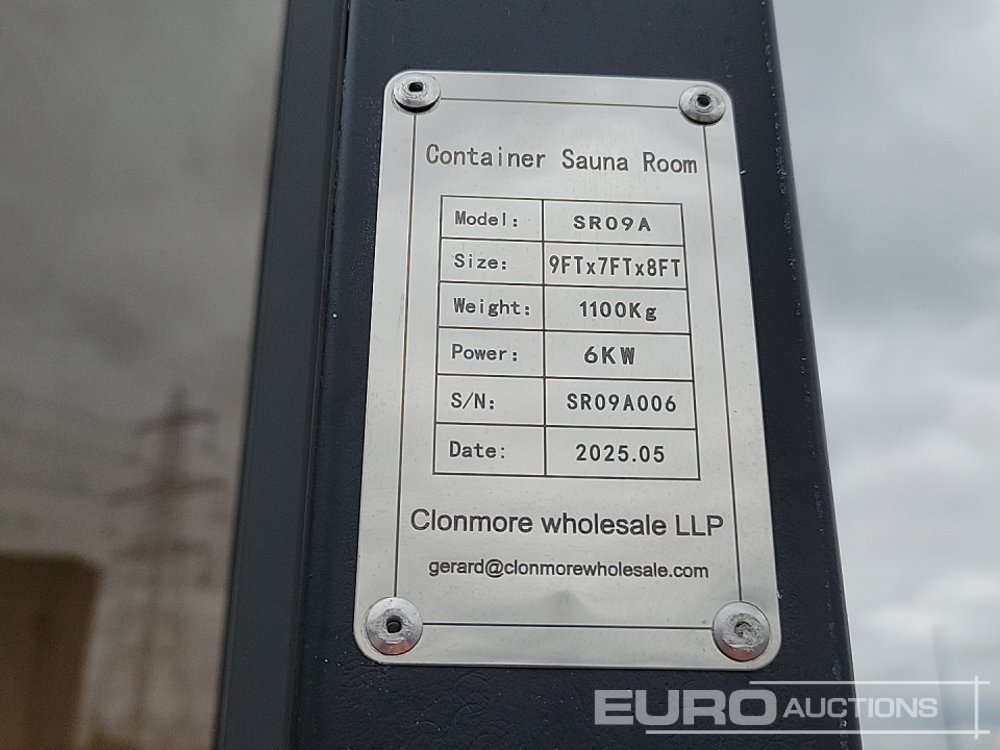 Container Sauna Room
Model: SR09A
Size: 9FTx7FTx8FT
Weight: 1100Kg
Power: 6KW
S/N: SR09A006
Date: 2025.05
Clonmore wholesale LLP
gerard@clonmorewholesale.com
EURO AUCTIONS